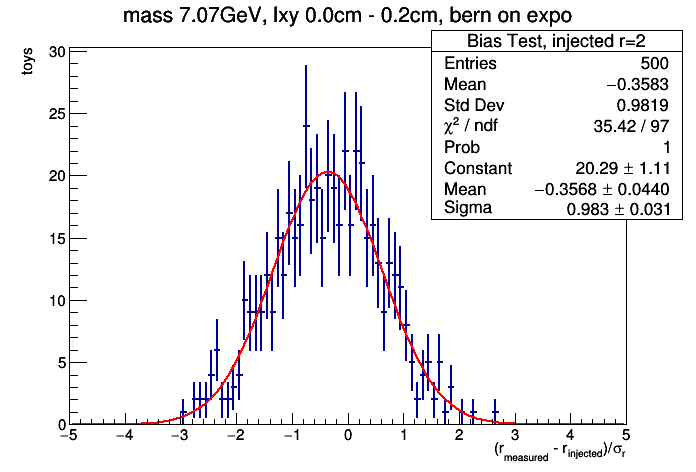 mass 7.07GeV, lxy 0.0cm - 0.2cm, bern on expo
Bias Test, injected r=2
Entries 500
Mean −0.3583
Std Dev 0.9819
χ² / ndf 35.42 / 97
Prob 1
Constant 20.29 ± 1.11
Mean −0.3568 ± 0.0440
Sigma 0.983 ± 0.031
toys
30
25
20
15
10
5
0
−5 −4 −3 −2 −1 0 1 2 3 4 5
(r_measured - r_injected)/σ_r